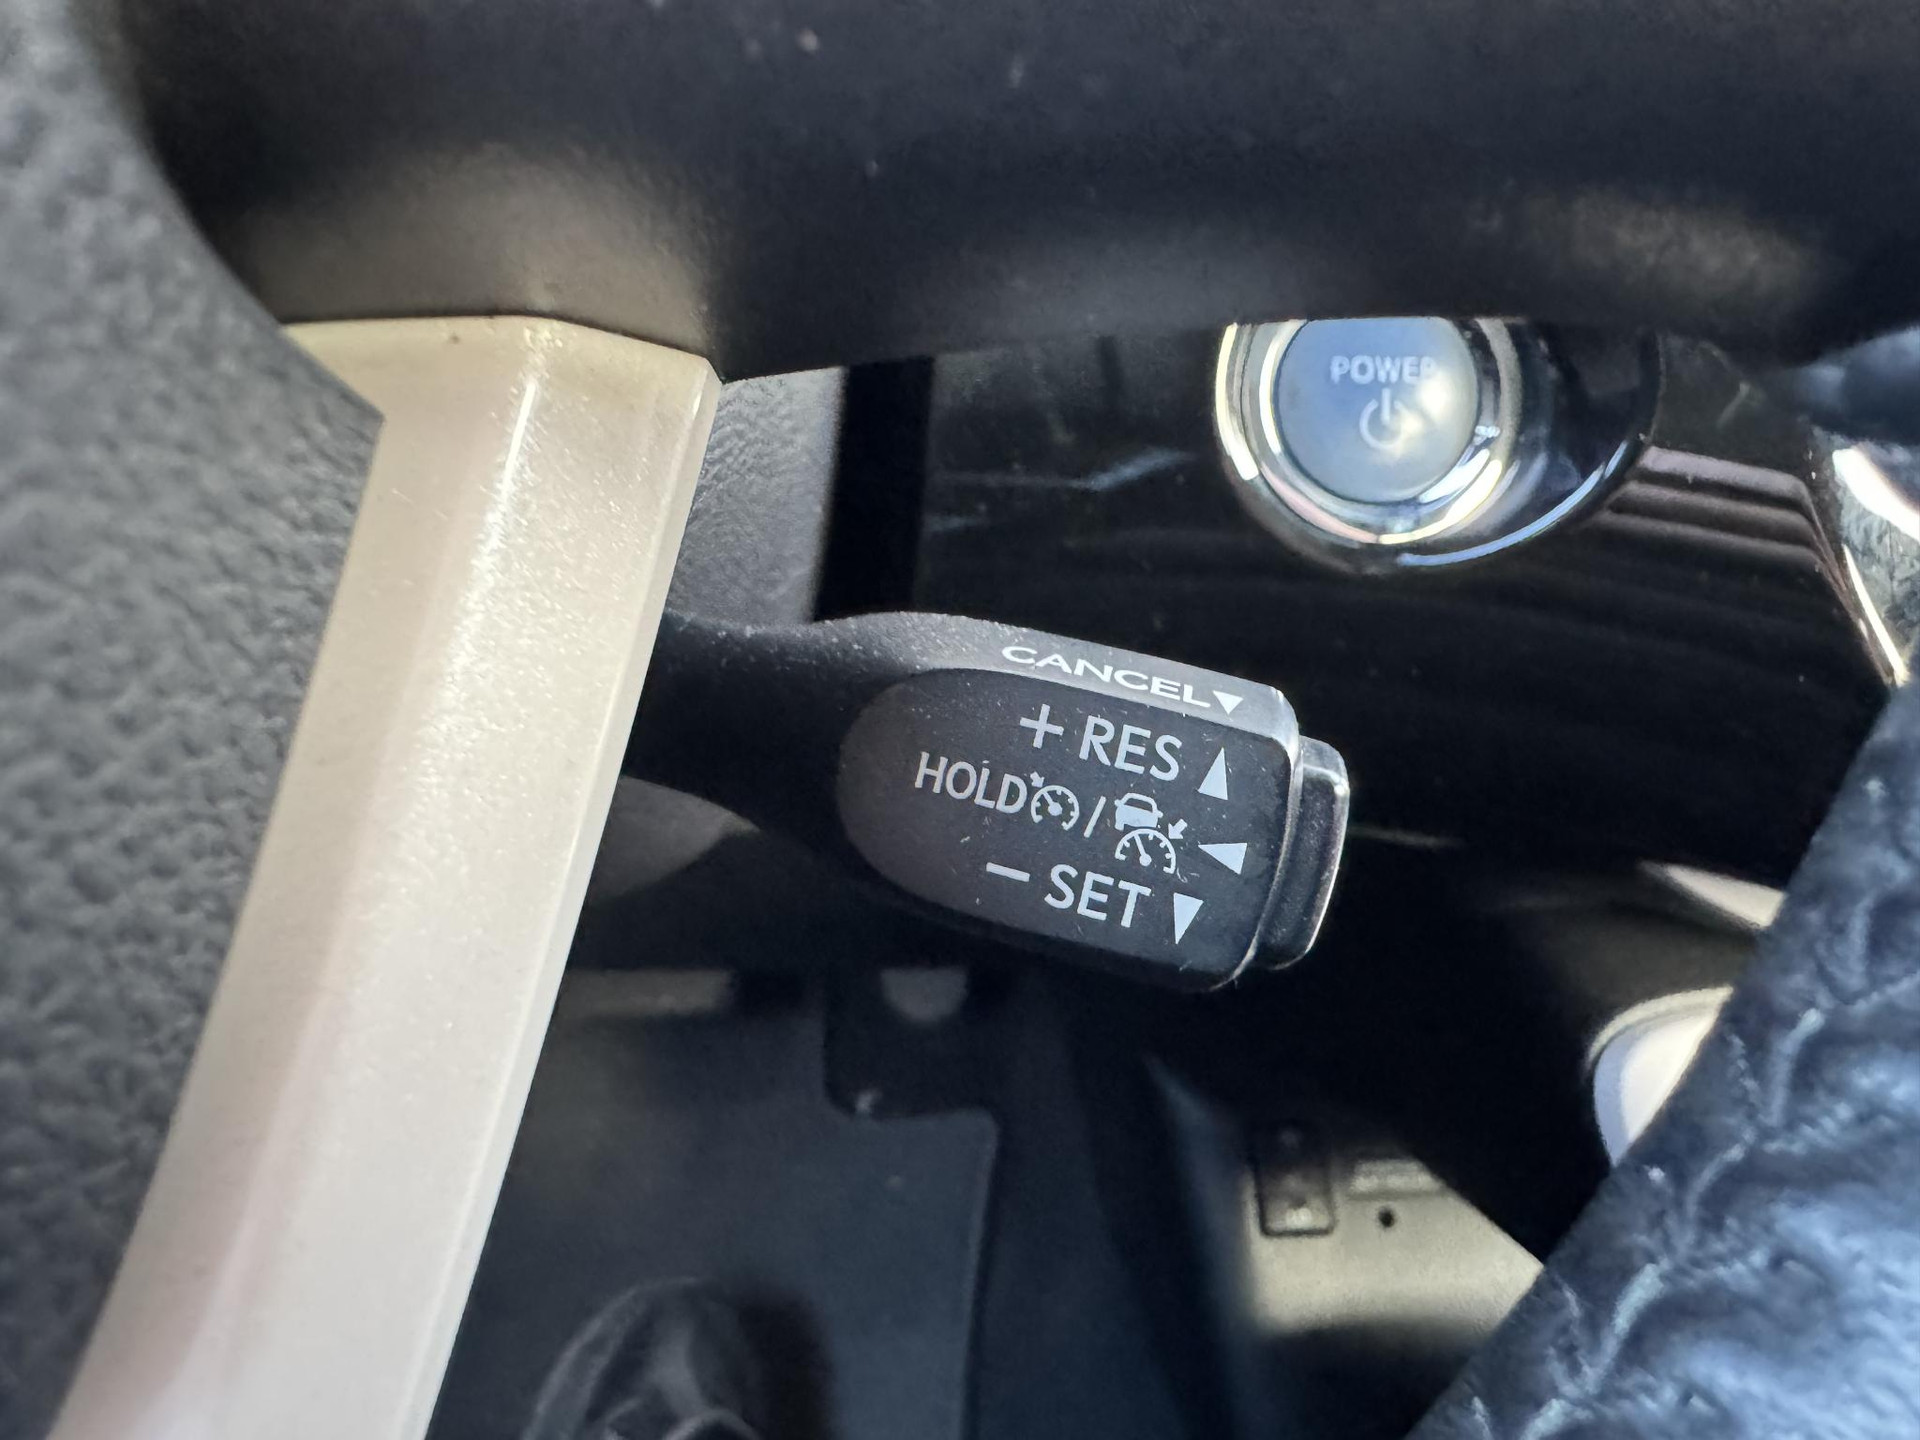 POWER
CANCEL▼
+ RES ▲
HOLD / ◀
− SET ▼